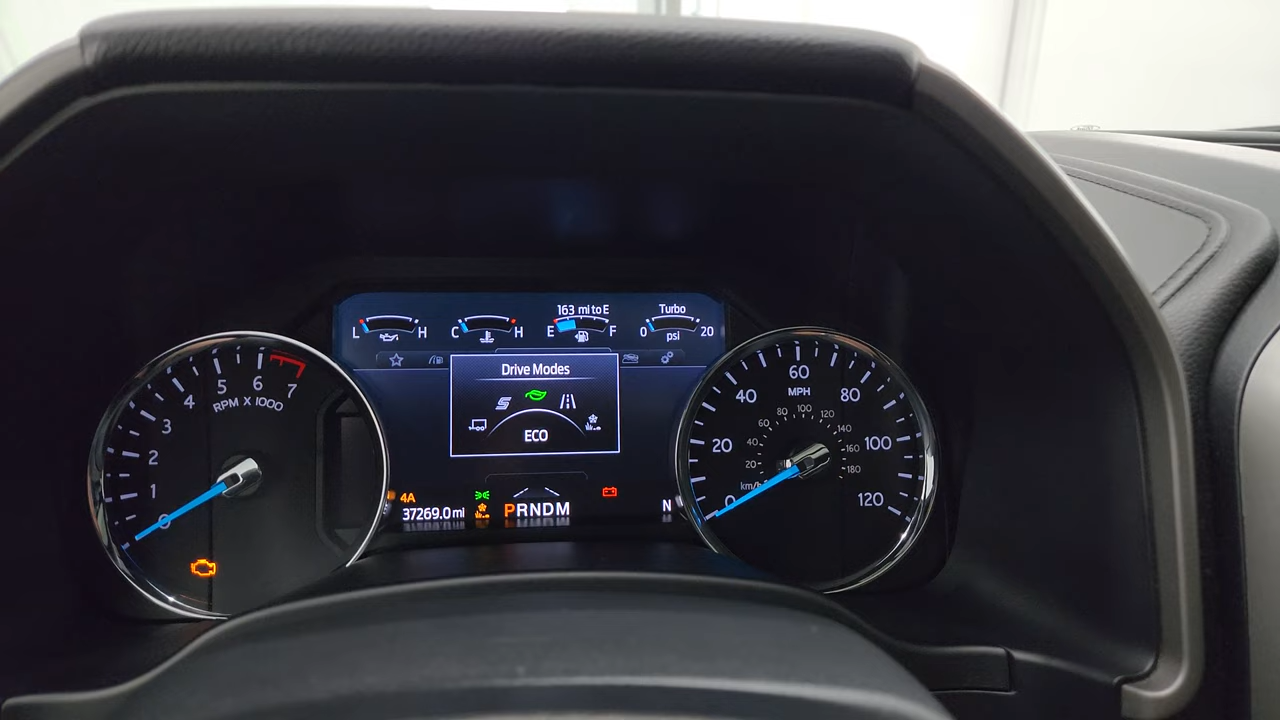 163 mi to E
Turbo
L H
C H
E F
0 psi 20
Drive Modes
ECO
0 1 2 3 4 5 6 7
RPM X 1000
0 20 40 60 80 100 120
MPH
20 40 60 80 100 120 140 160 180
km/h
4A
37269.0 mi
PRNDM
N